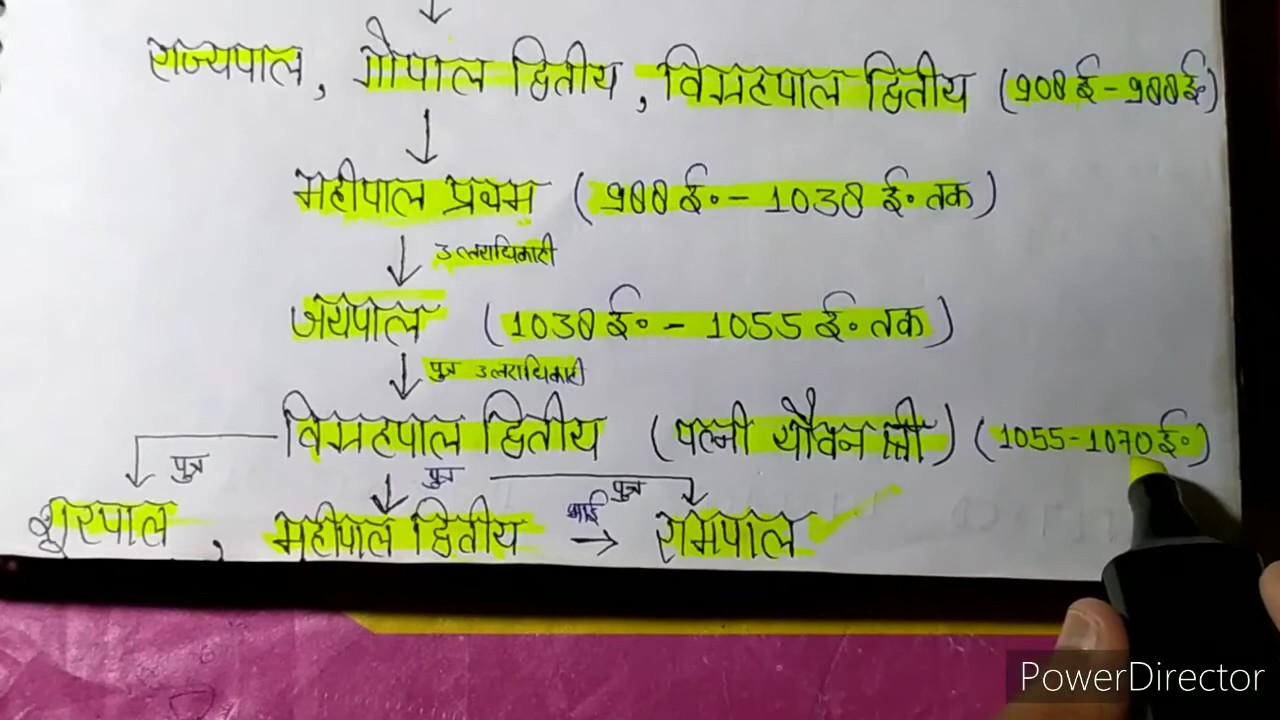 राज्यपाल, गोपाल द्वितीय, विग्रहपाल द्वितीय (908 ई - 988 ई०)
महीपाल प्रथम (988 ई० - 1038 ई० तक)
उत्तराधिकारी
जयपाल (1038 ई० - 1055 ई० तक)
पुत्र उत्तराधिकारी
विग्रहपाल द्वितीय (पत्नी यौवन श्री) (1055-1070 ई०)
पुत्र पुत्र पुत्र
शूरपाल, महीपाल द्वितीय भाई → रामपाल
PowerDirector